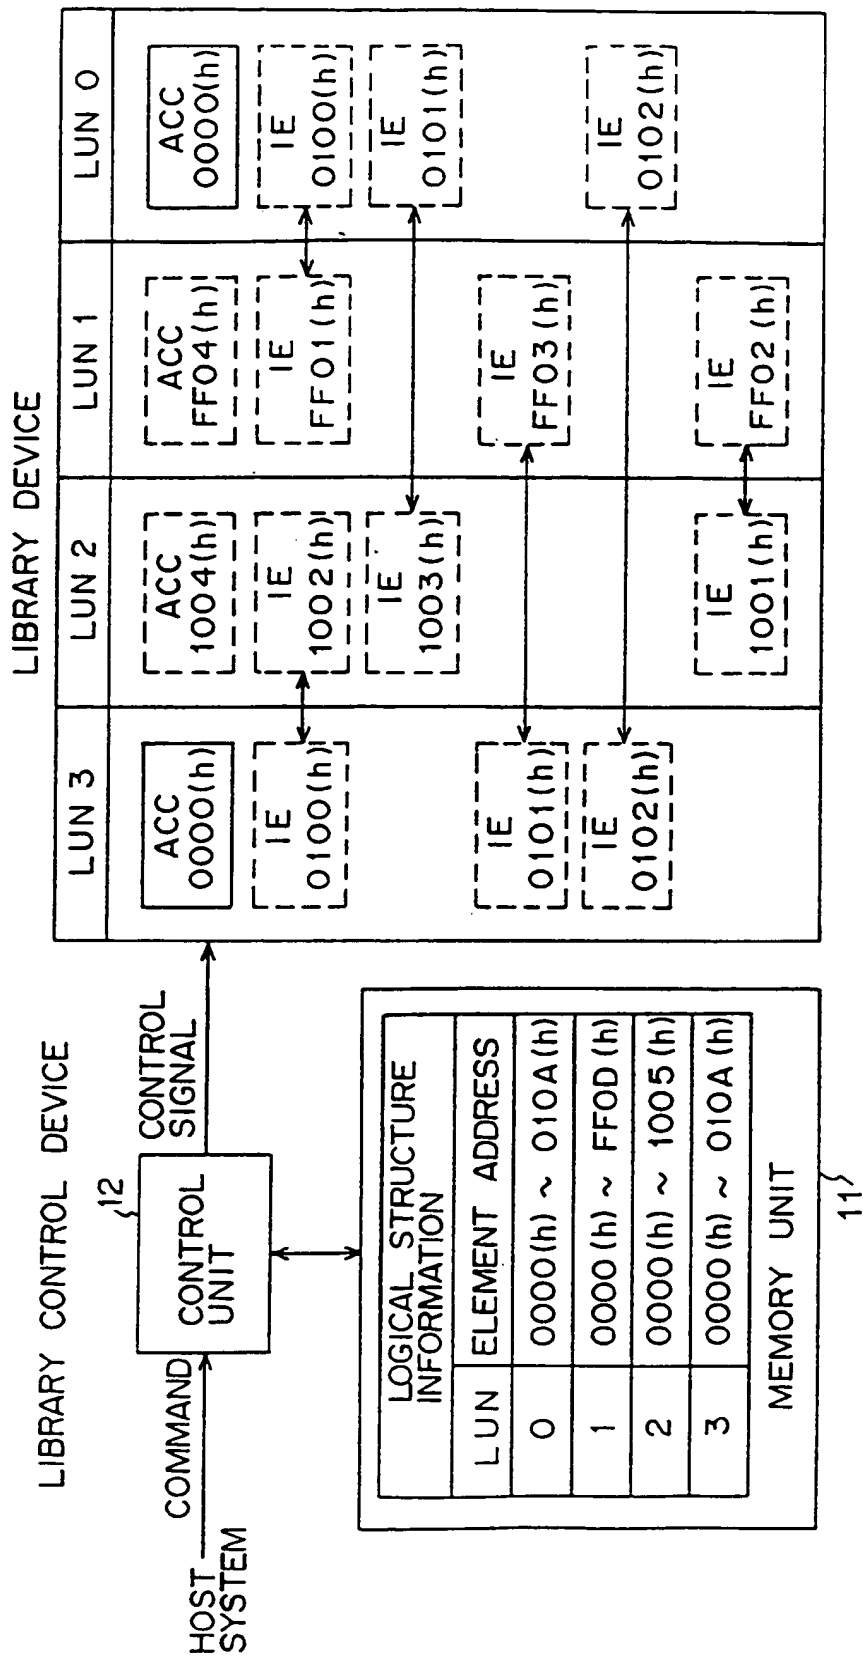 LIBRARY CONTROL DEVICE
HOST
SYSTEM
COMMAND
12
CONTROL
UNIT
CONTROL
SIGNAL
LOGICAL STRUCTURE
INFORMATION
LUN ELEMENT ADDRESS
0 0000(h) ~ 010A(h)
1 0000(h) ~ FF0D(h)
2 0000(h) ~ 1005(h)
3 0000(h) ~ 010A(h)
MEMORY UNIT
11
LIBRARY DEVICE
LUN 3
ACC
0000(h)
IE
0100(h)
IE
0101(h)
IE
0102(h)
LUN 2
ACC
1004(h)
IE
1002(h)
IE
1003(h)
IE
1001(h)
LUN 1
ACC
FF04(h)
IE
FF01(h)
IE
FF03(h)
IE
FF02(h)
LUN 0
ACC
0000(h)
IE
0100(h)
IE
0101(h)
IE
0102(h)